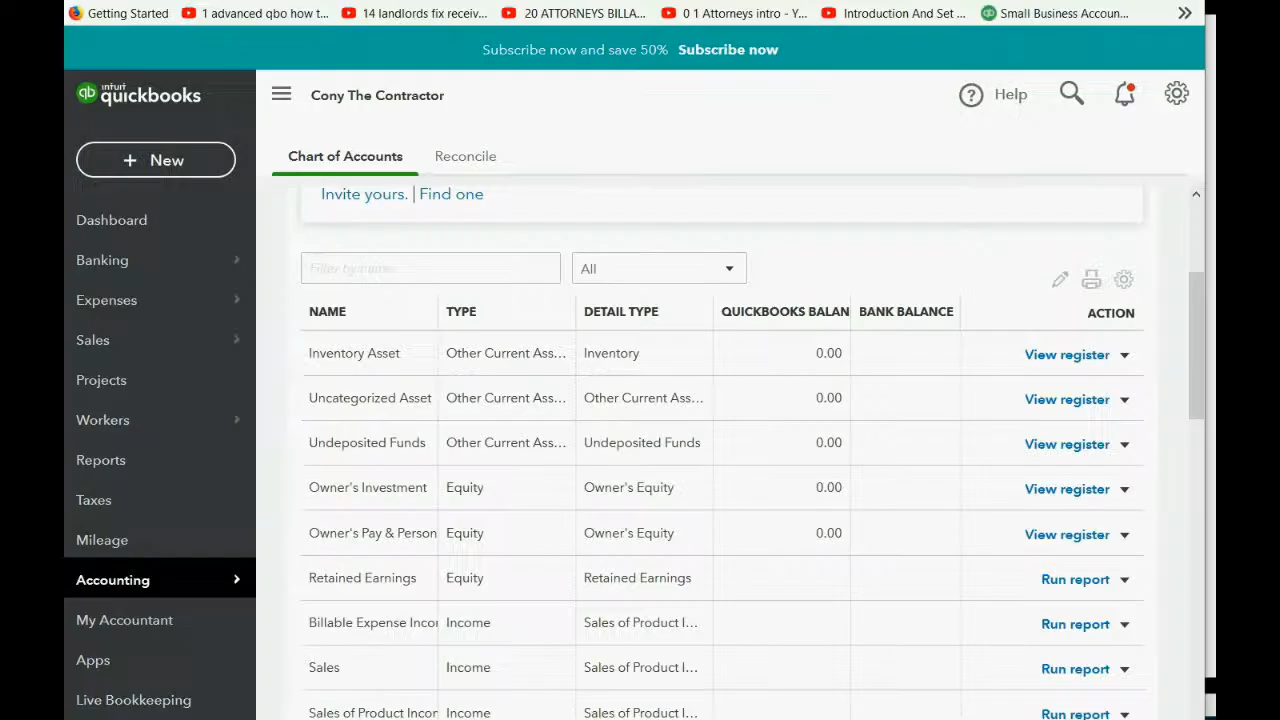 Getting Started 1 advanced qbo how t... 14 landlords fix receiv... 20 ATTORNEYS BILLA... 0 1 Attorneys intro - Y... Introduction And Set ... Small Business Accoun...
Subscribe now and save 50% Subscribe now
intuit
quickbooks
Cony The Contractor
Help
+ New
Chart of Accounts Reconcile
Invite yours. | Find one
Filter by name...
All
NAME TYPE DETAIL TYPE QUICKBOOKS BALAN BANK BALANCE ACTION
Inventory Asset Other Current Ass... Inventory 0.00 View register
Uncategorized Asset Other Current Ass... Other Current Ass... 0.00 View register
Undeposited Funds Other Current Ass... Undeposited Funds 0.00 View register
Owner's Investment Equity Owner's Equity 0.00 View register
Owner's Pay & Person Equity Owner's Equity 0.00 View register
Retained Earnings Equity Retained Earnings Run report
Billable Expense Incor Income Sales of Product I... Run report
Sales Income Sales of Product I... Run report
Sales of Product Incor Income Sales of Product I... Run report
Dashboard
Banking
Expenses
Sales
Projects
Workers
Reports
Taxes
Mileage
Accounting
My Accountant
Apps
Live Bookkeeping